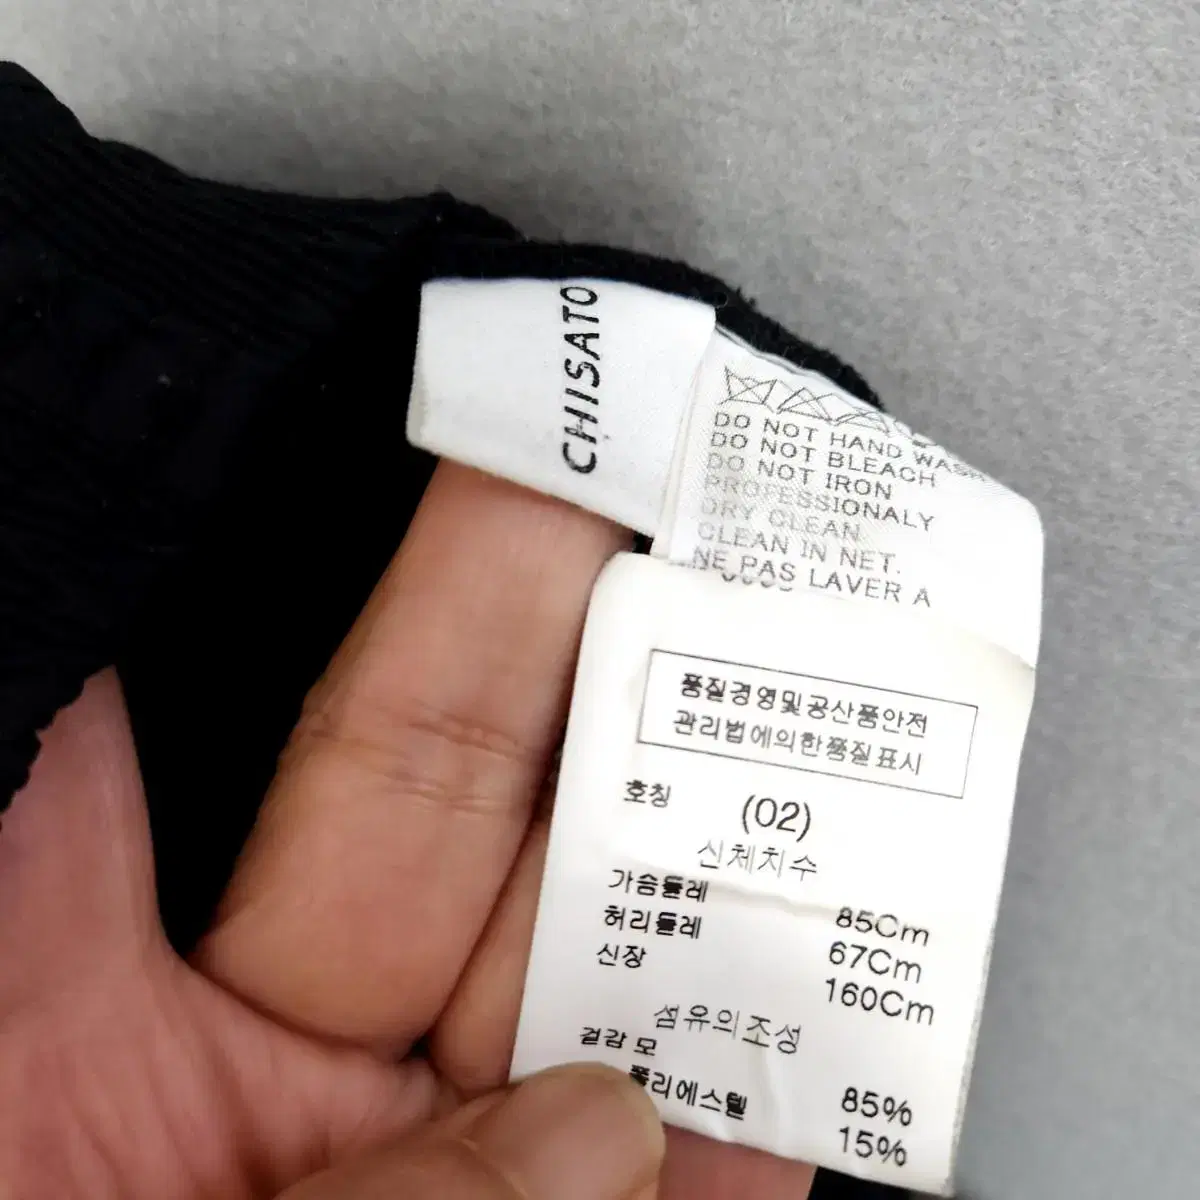 CHISATO
DO NOT HAND WASH
DO NOT BLEACH
DO NOT IRON
PROFESSIONALY
DRY CLEAN
CLEAN IN NET.
NE PAS LAVER A
품질경영및공산품안전
관리법에의한품질표시
호칭 (02)
신체치수
가슴둘레 85Cm
허리둘레 67Cm
신장 160Cm
섬유의조성
겉감 모 85%
폴리에스텔 15%